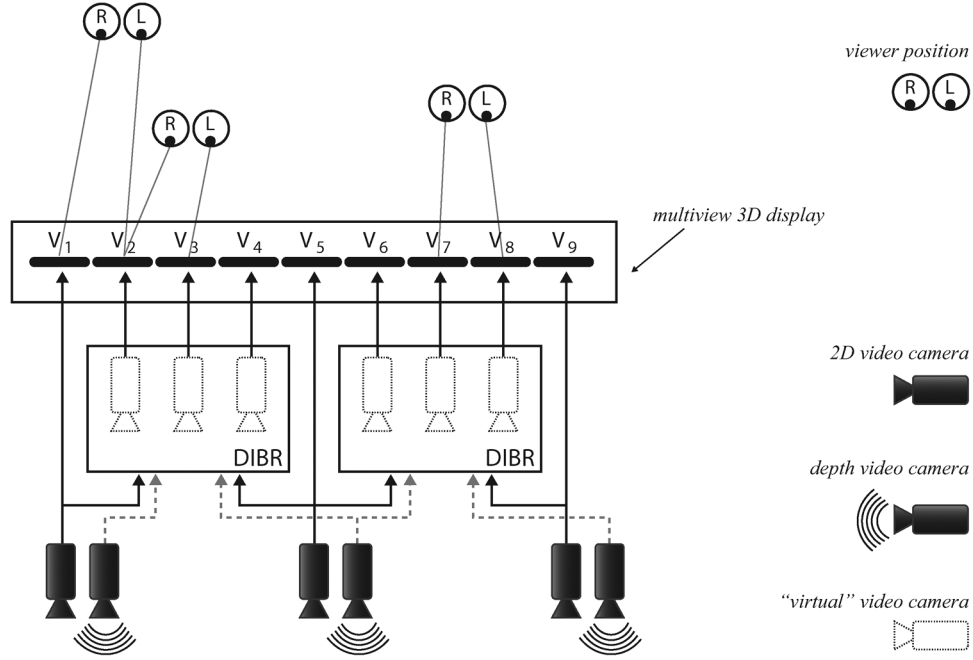 R L
viewer position
R L
R L
R L
multiview 3D display
V1 V2 V3 V4 V5 V6 V7 V8 V9
2D video camera
DIBR DIBR
depth video camera
“virtual” video camera